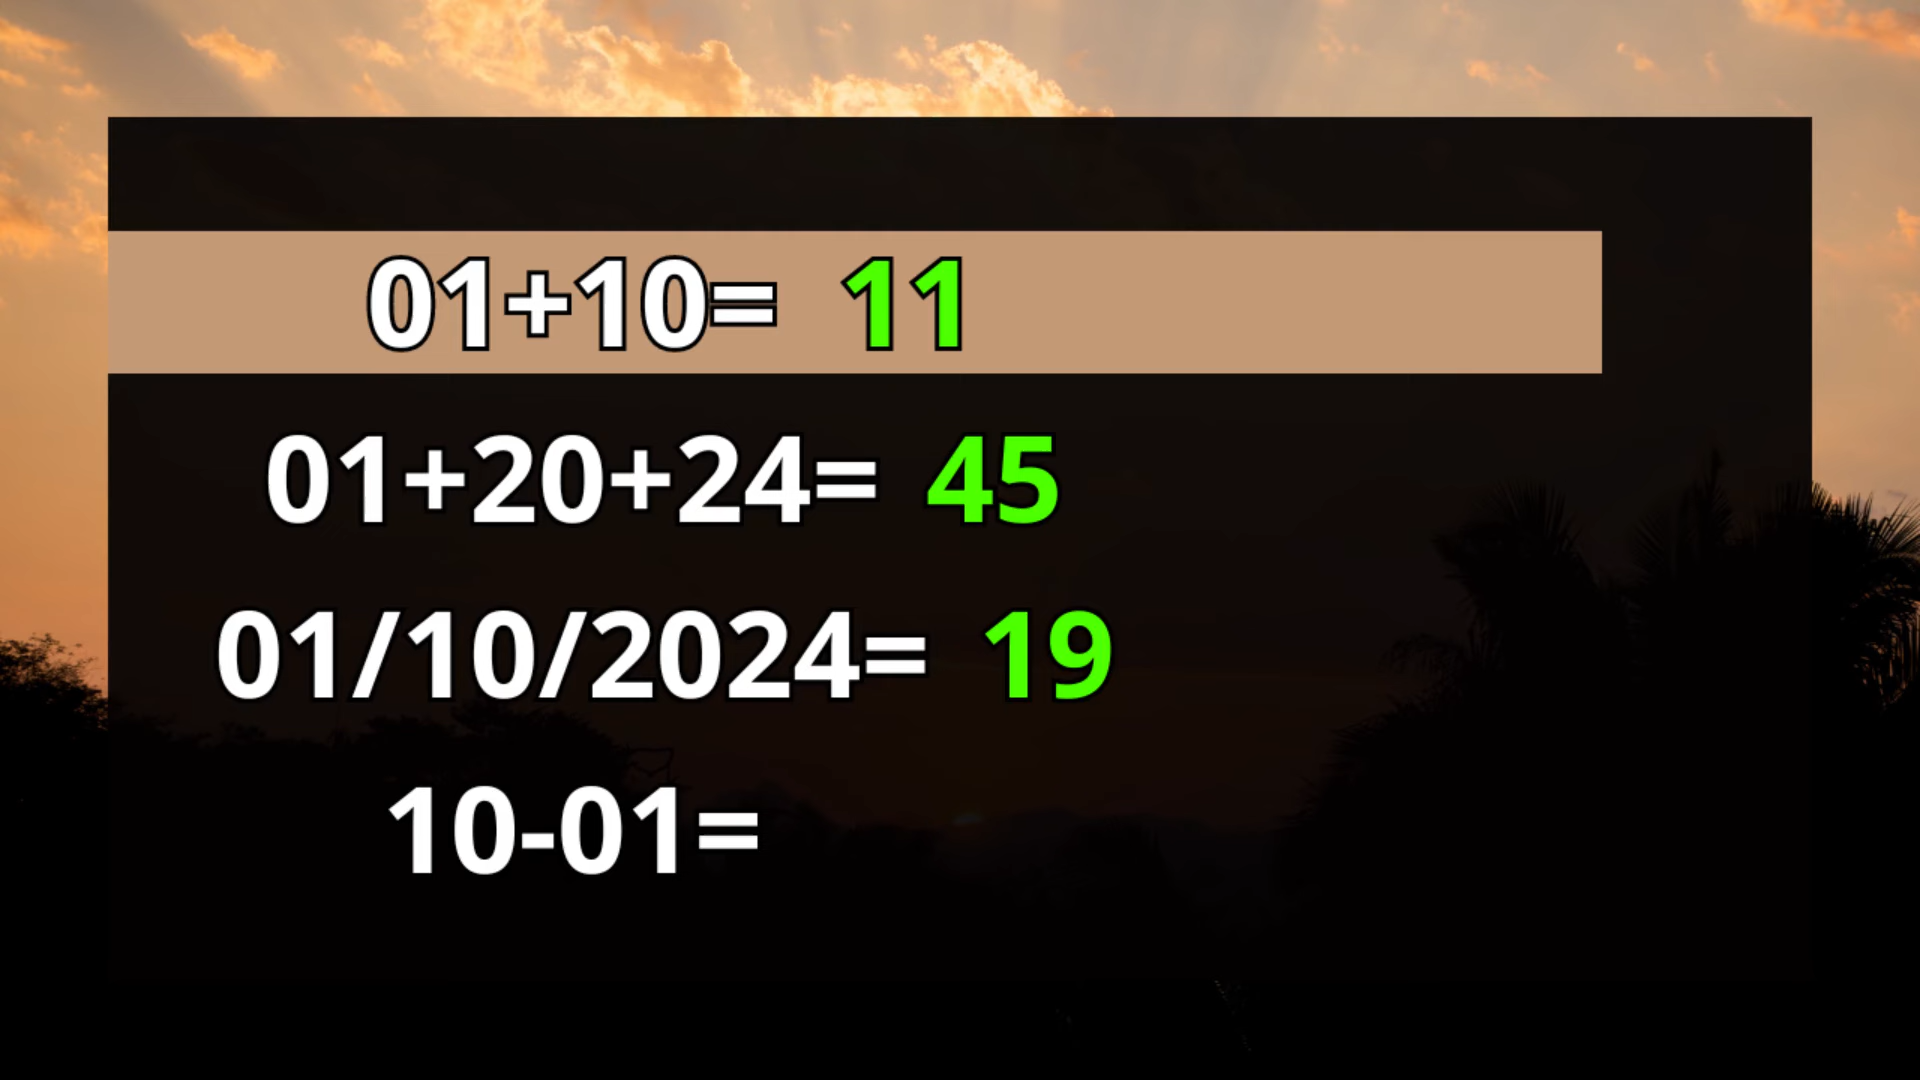 01+10= 11
01+20+24= 45
01/10/2024= 19
10-01=